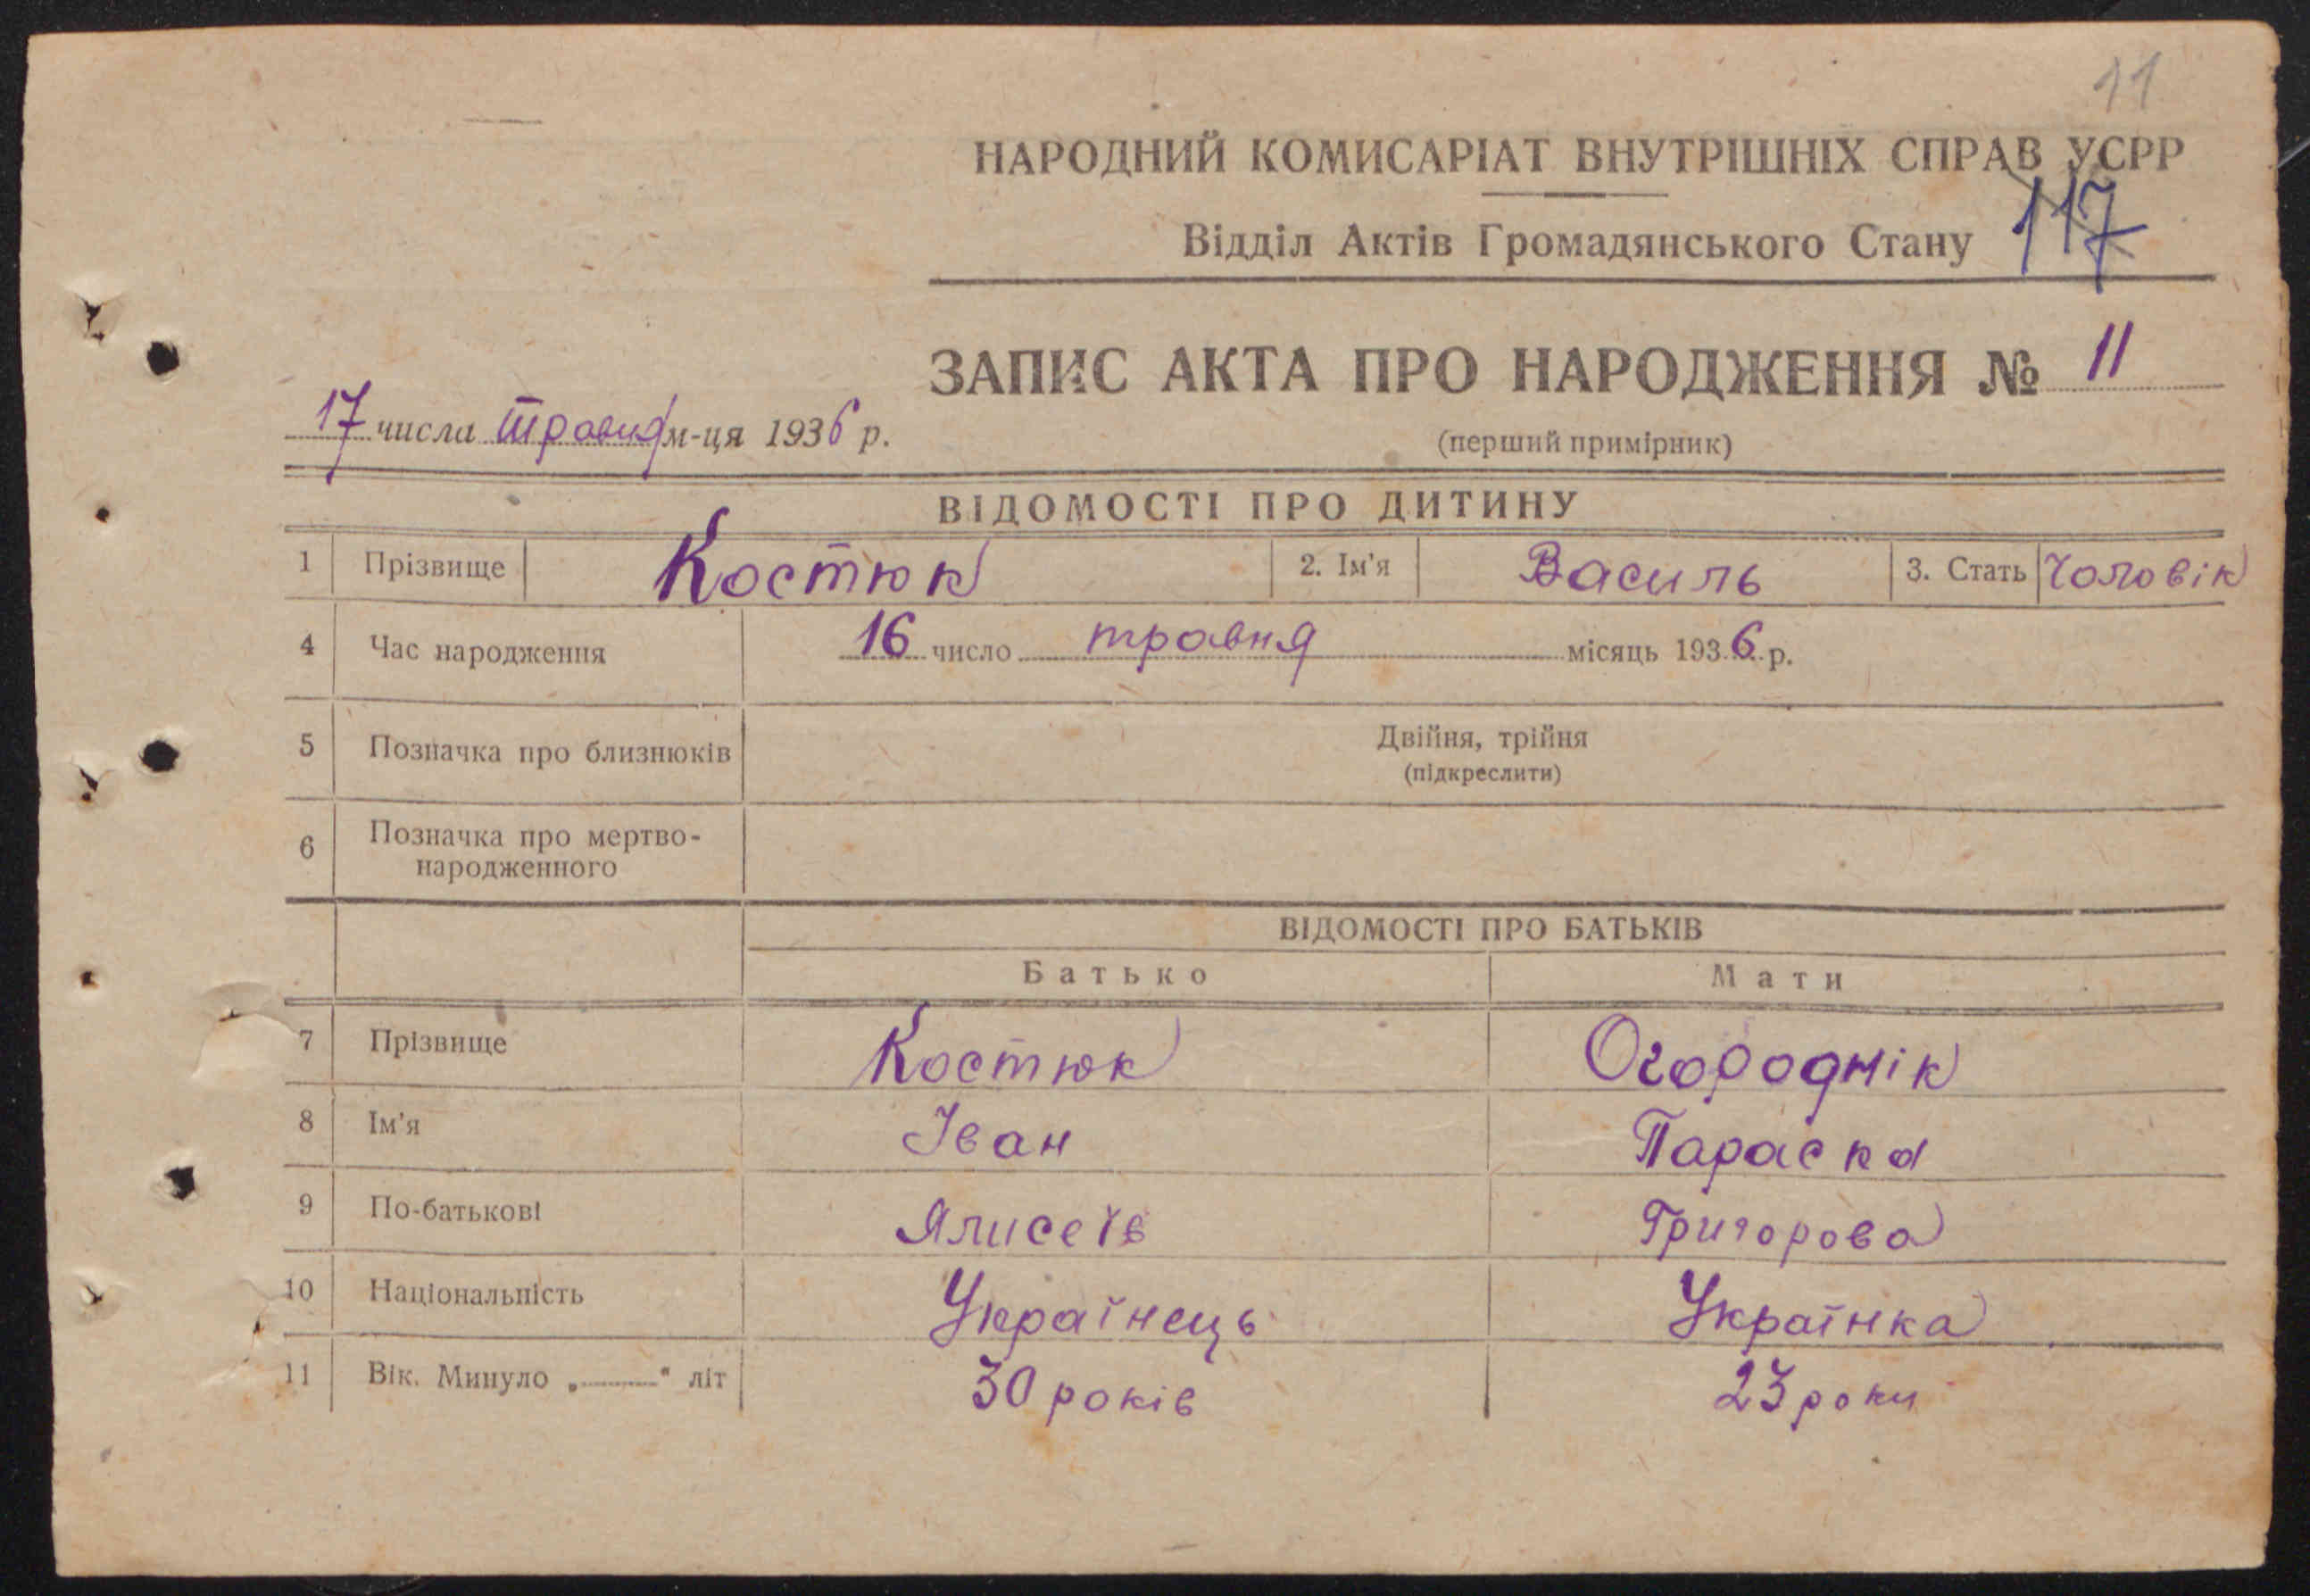 11
НАРОДНИЙ КОМИСАРІАТ ВНУТРІШНІХ СПРАВ УСРР
Відділ Актів Громадянського Стану 117
ЗАПИС АКТА ПРО НАРОДЖЕННЯ № 11
17 числа травня м-ця 1936 р.
(перший примірник)
ВІДОМОСТІ ПРО ДИТИНУ
1 Прізвище Костюк 2. Ім'я Василь 3. Стать Чоловік
4 Час народження 16 число травня місяць 1936 р.
5 Позначка про близнюків Двійня, трійня
(підкреслити)
6 Позначка про мертво-
народженного
ВІДОМОСТІ ПРО БАТЬКІВ
Батько Мати
7 Прізвище Костюк Огороднік
8 Ім'я Іван Параска
9 По-батькові Ялисеїв Григорова
10 Національність Українець Українка
11 Вік. Минуло „ “ літ 30 років 23 роки